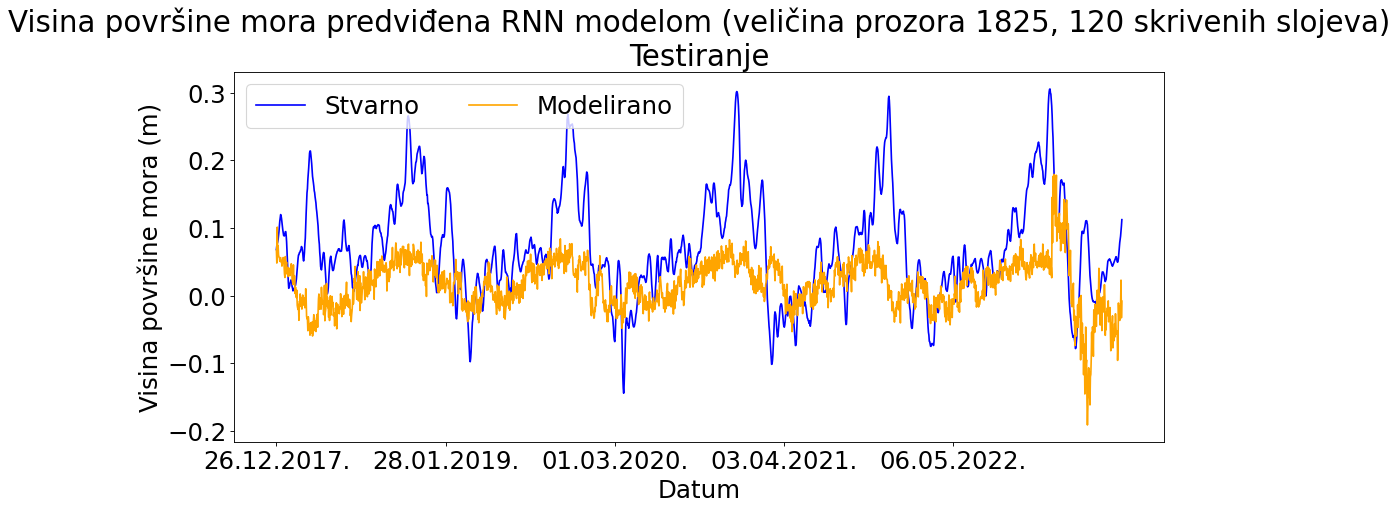 Visina površine mora predviđena RNN modelom (veličina prozora 1825, 120 skrivenih slojeva)
Testiranje
Stvarno
Modelirano
Visina površine mora (m)
0.3
0.2
0.1
0.0
−0.1
−0.2
26.12.2017.
28.01.2019.
01.03.2020.
03.04.2021.
06.05.2022.
Datum